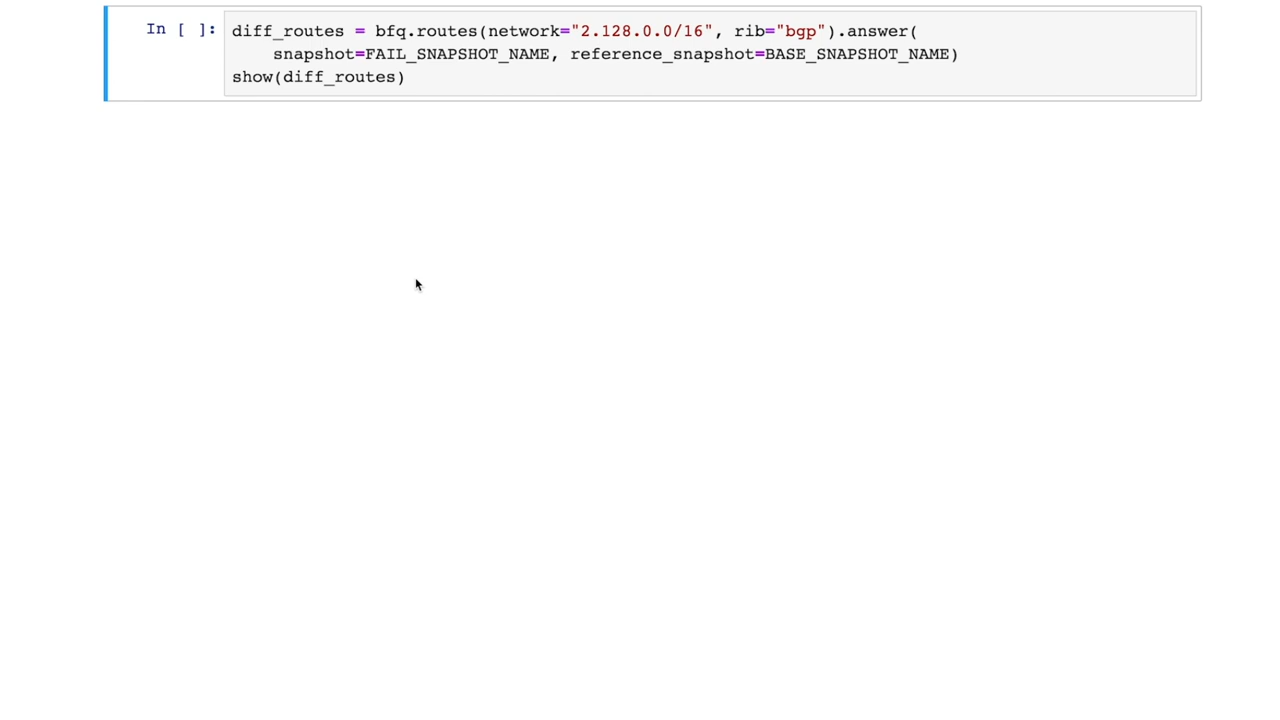 In [ ]: diff_routes = bfq.routes(network="2.128.0.0/16", rib="bgp").answer(
snapshot=FAIL_SNAPSHOT_NAME, reference_snapshot=BASE_SNAPSHOT_NAME)
show(diff_routes)